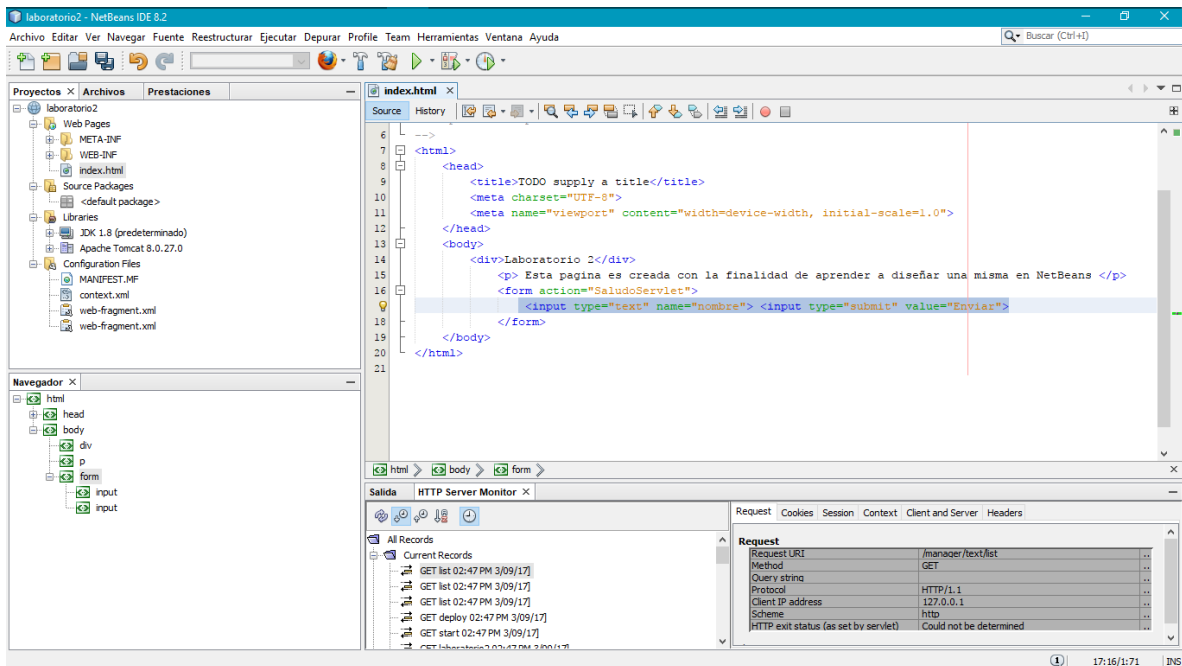 laboratorio2 - NetBeans IDE 8.2
Archivo Editar Ver Navegar Fuente Reestructurar Ejecutar Depurar Profile Team Herramientas Ventana Ayuda
Buscar (Ctrl+I)
Proyectos Archivos Prestaciones
laboratorio2
Web Pages
META-INF
WEB-INF
index.html
Source Packages
<default package>
Libraries
JDK 1.8 (predeterminado)
Apache Tomcat 8.0.27.0
Configuration Files
MANIFEST.MF
context.xml
web-fragment.xml
web-fragment.xml
Navegador
html
head
body
div
p
form
input
input
index.html
Source History
6 -->
7 <html>
8 <head>
9 <title>TODO supply a title</title>
10 <meta charset="UTF-8">
11 <meta name="viewport" content="width=device-width, initial-scale=1.0">
12 </head>
13 <body>
14 <div>Laboratorio 2</div>
15 <p> Esta pagina es creada con la finalidad de aprender a diseñar una misma en NetBeans </p>
16 <form action="SaludoServlet">
<input type="text" name="nombre"> <input type="submit" value="Enviar">
18 </form>
19 </body>
20 </html>
21
html body form
Salida HTTP Server Monitor
All Records
Current Records
GET list 02:47 PM 3/09/17]
GET list 02:47 PM 3/09/17]
GET list 02:47 PM 3/09/17]
GET deploy 02:47 PM 3/09/17]
GET start 02:47 PM 3/09/17]
GET laboratorio2 02:47 PM 3/09/17]
Request Cookies Session Context Client and Server Headers
Request
Request URI /manager/text/list ..
Method GET ..
Query string ..
Protocol HTTP/1.1 ..
Client IP address 127.0.0.1 ..
Scheme http ..
HTTP exit status (as set by servlet) Could not be determined ..
1 17:16/1:71 INS